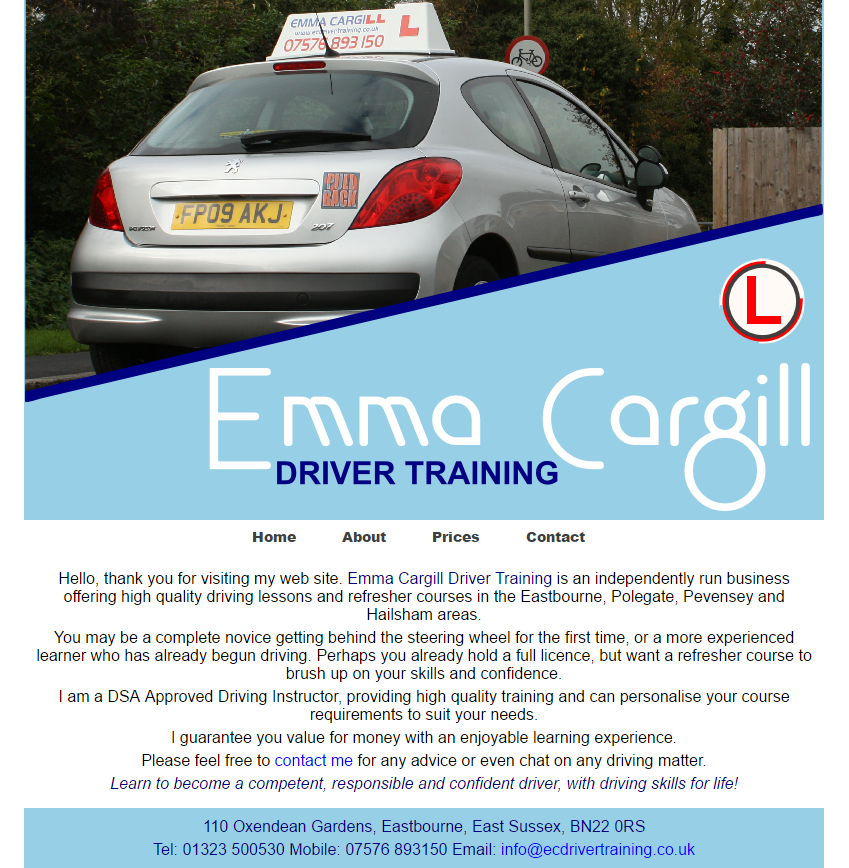 EMMA CARGILL L
www.ecdrivertraining.co.uk
07576 893 150
PULL
BACK
FP09 AKJ
207
L
Emma Cargill
DRIVER TRAINING
Home About Prices Contact
Hello, thank you for visiting my web site. Emma Cargill Driver Training is an independently run business
offering high quality driving lessons and refresher courses in the Eastbourne, Polegate, Pevensey and
Hailsham areas.
You may be a complete novice getting behind the steering wheel for the first time, or a more experienced
learner who has already begun driving. Perhaps you already hold a full licence, but want a refresher course to
brush up on your skills and confidence.
I am a DSA Approved Driving Instructor, providing high quality training and can personalise your course
requirements to suit your needs.
I guarantee you value for money with an enjoyable learning experience.
Please feel free to contact me for any advice or even chat on any driving matter.
Learn to become a competent, responsible and confident driver, with driving skills for life!
110 Oxendean Gardens, Eastbourne, East Sussex, BN22 0RS
Tel: 01323 500530 Mobile: 07576 893150 Email: info@ecdrivertraining.co.uk